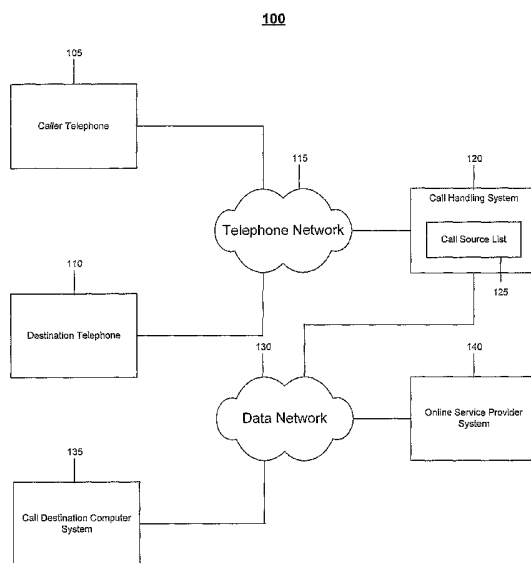 100
105
Caller Telephone
115
Telephone Network
120
Call Handling System
Call Source List
125
110
Destination Telephone
130
Data Network
140
Online Service Provider
System
135
Call Destination Computer
System